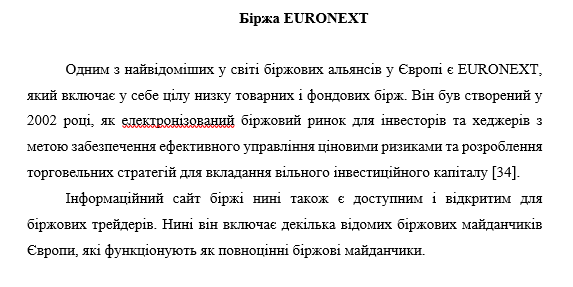 Біржа EURONEXT
Одним з найвідоміших у світі біржових альянсів у Європі є EURONEXT,
який включає у себе цілу низку товарних і фондових бірж. Він був створений у
2002 році, як електронізований біржовий ринок для інвесторів та хеджерів з
метою забезпечення ефективного управління ціновими ризиками та розроблення
торговельних стратегій для вкладання вільного інвестиційного капіталу [34].
Інформаційний сайт біржі нині також є доступним і відкритим для
біржових трейдерів. Нині він включає декілька відомих біржових майданчиків
Європи, які функціонують як повноцінні біржові майданчики.